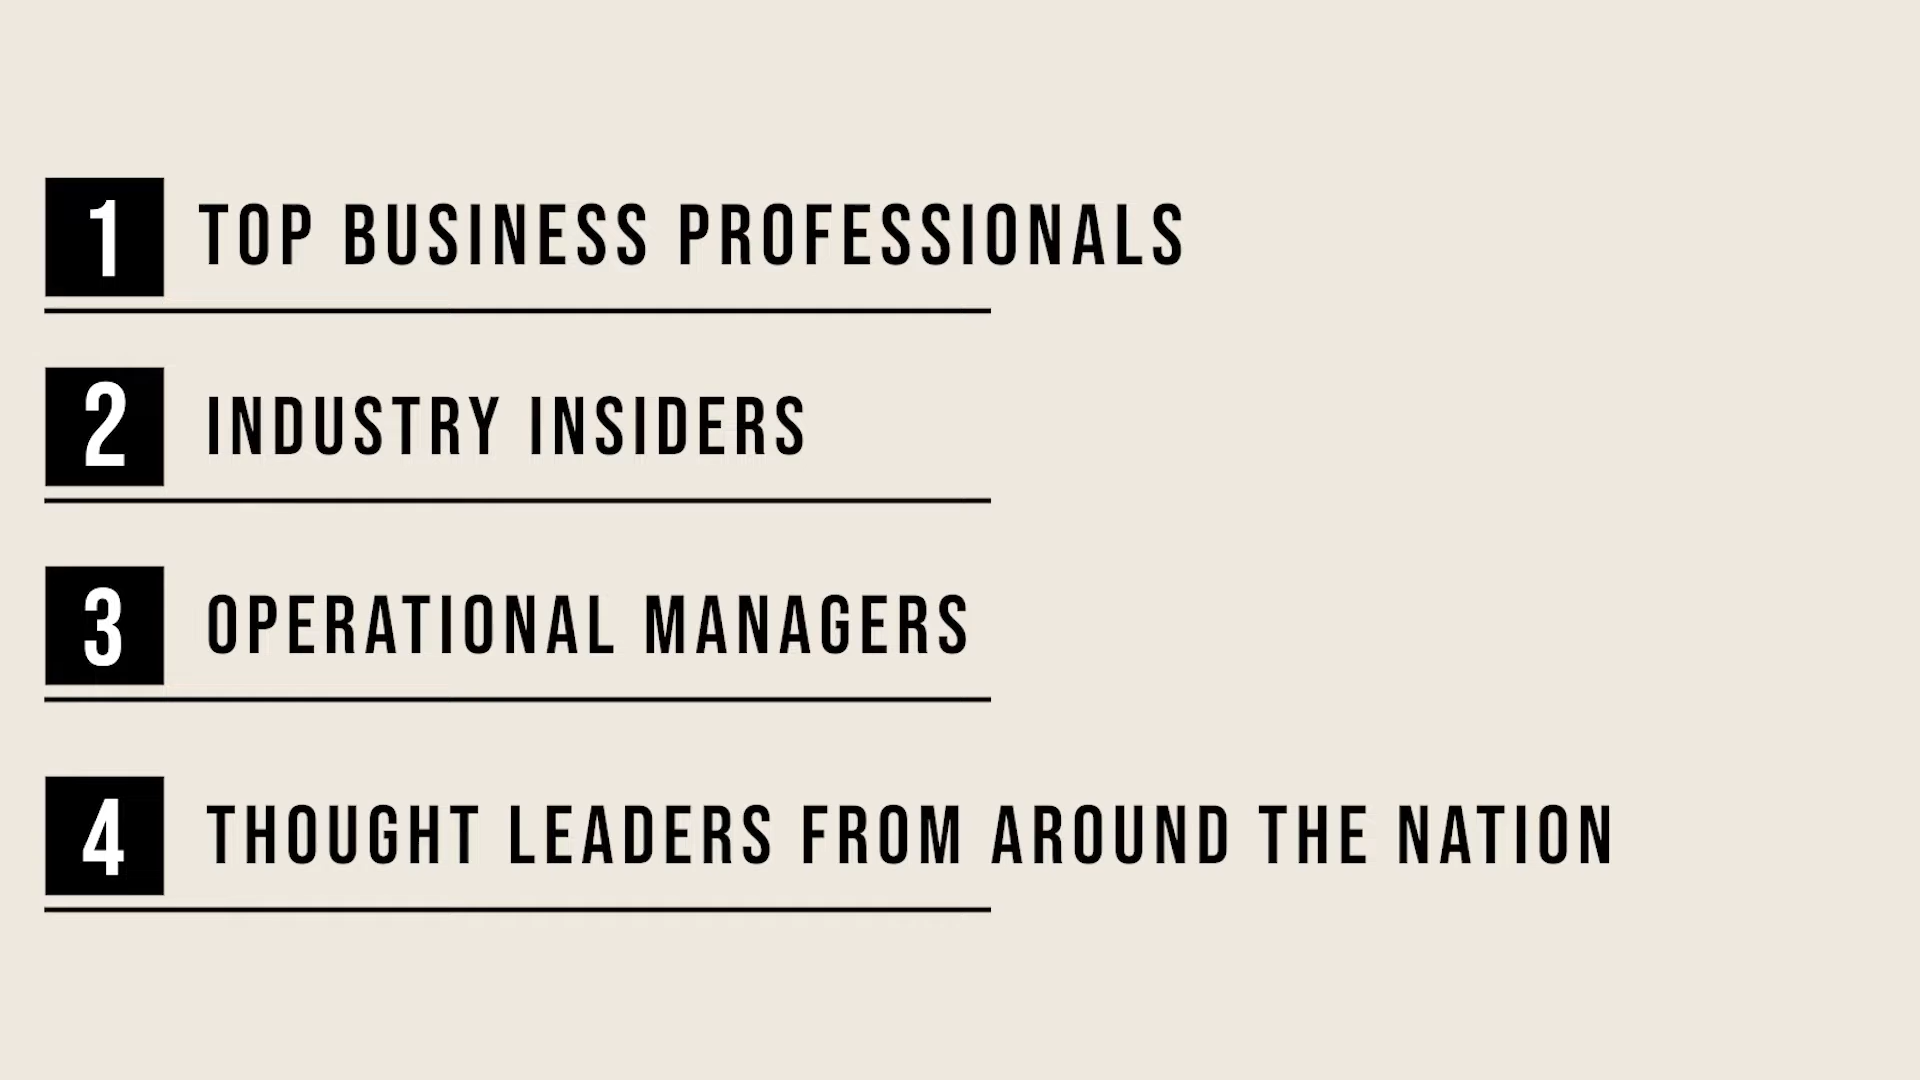 1 TOP BUSINESS PROFESSIONALS
2 INDUSTRY INSIDERS
3 OPERATIONAL MANAGERS
4 THOUGHT LEADERS FROM AROUND THE NATION